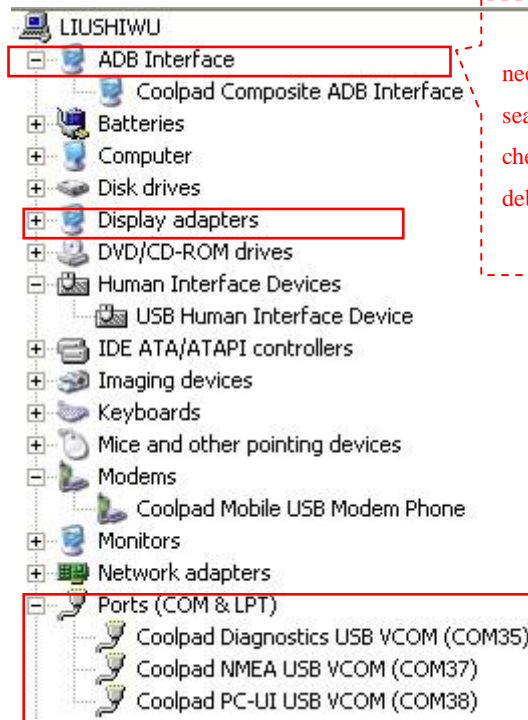 LIUSHIWU
ADB Interface
Coolpad Composite ADB Interface
Batteries
Computer
Disk drives
Display adapters
DVD/CD-ROM drives
Human Interface Devices
USB Human Interface Device
IDE ATA/ATAPI controllers
Imaging devices
Keyboards
Mice and other pointing devices
Modems
Coolpad Mobile USB Modem Phone
Monitors
Network adapters
Ports (COM & LPT)
Coolpad Diagnostics USB VCOM (COM35)
Coolpad NMEA USB VCOM (COM37)
Coolpad PC-UI USB VCOM (COM38)